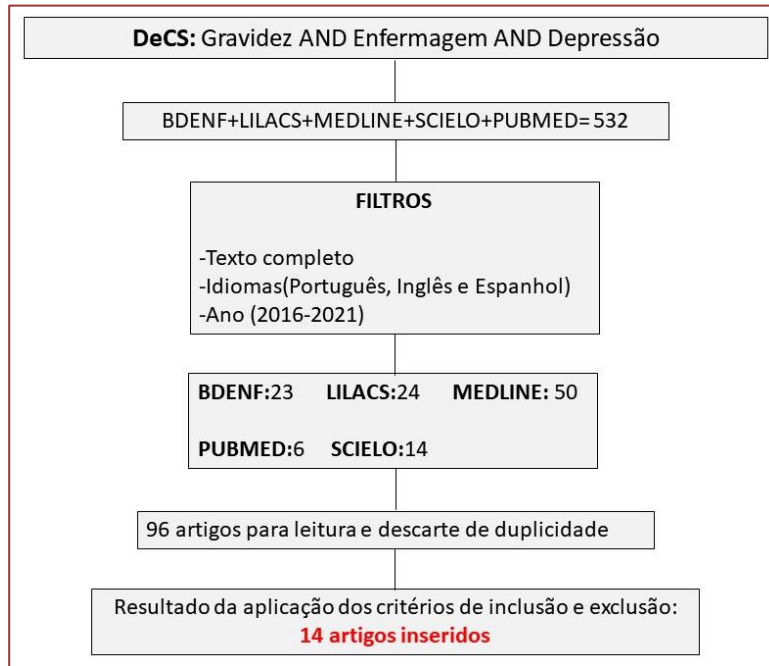 DeCS: Gravidez AND Enfermagem AND Depressão
BDENF+LILACS+MEDLINE+SCIELO+PUBMED= 532
FILTROS
-Texto completo
-Idiomas(Português, Inglês e Espanhol)
-Ano (2016-2021)
BDENF:23 LILACS:24 MEDLINE: 50
PUBMED:6 SCIELO:14
96 artigos para leitura e descarte de duplicidade
Resultado da aplicação dos critérios de inclusão e exclusão:
14 artigos inseridos